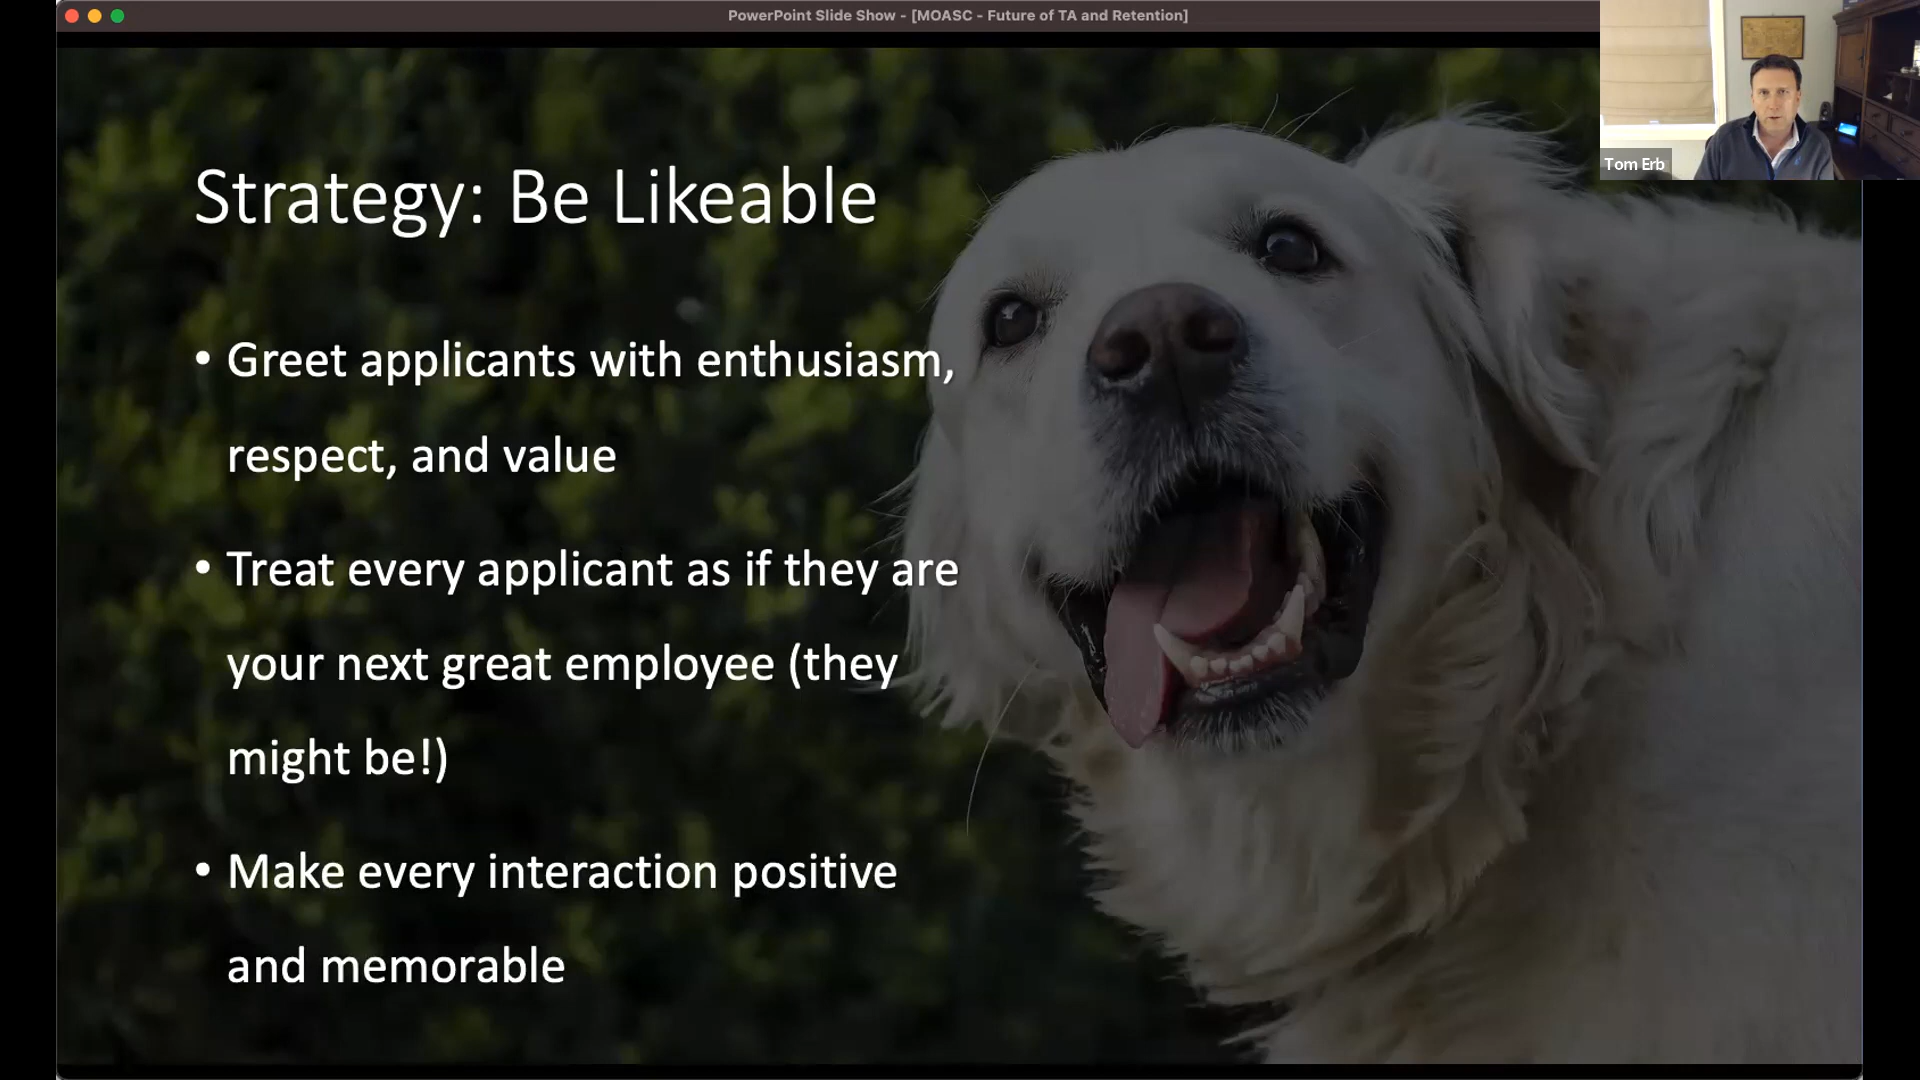 PowerPoint Slide Show - [MOASC - Future of TA and Retention]
Tom Erb
Strategy: Be Likeable
• Greet applicants with enthusiasm,
respect, and value
• Treat every applicant as if they are
your next great employee (they
might be!)
• Make every interaction positive
and memorable